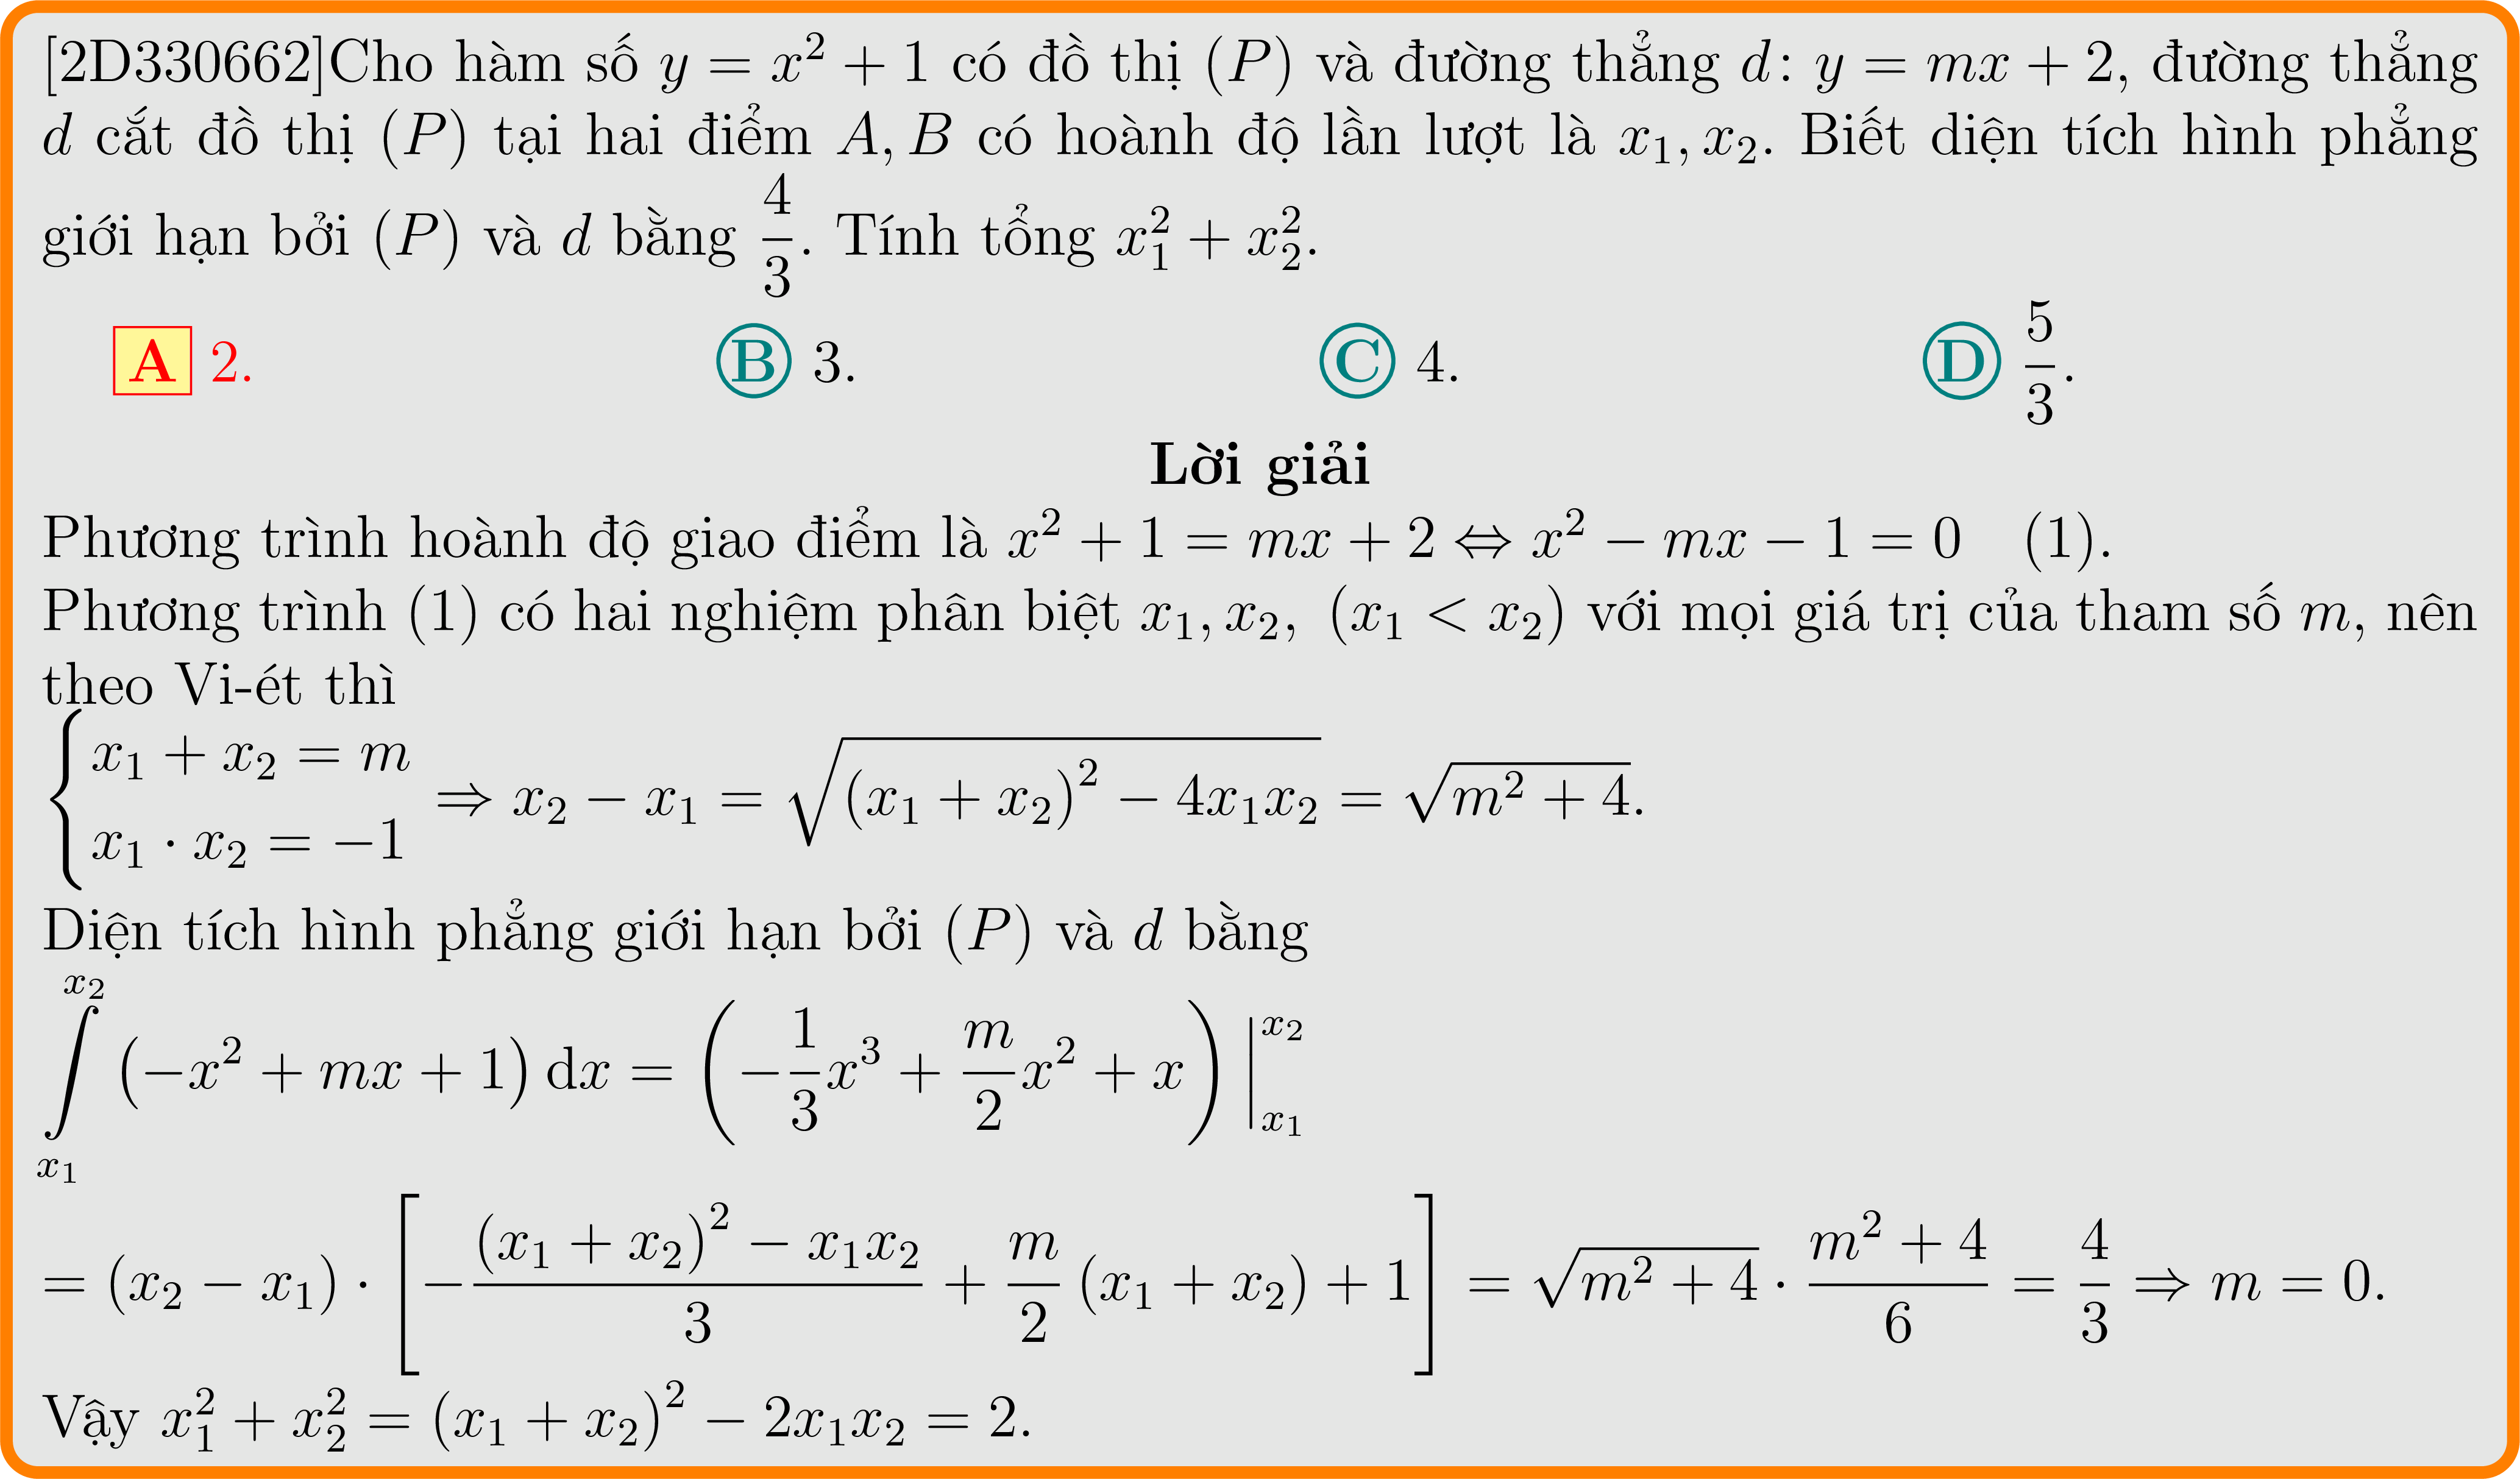 [2D330662]Cho hàm số $y = x^2 + 1$ có đồ thị $(P)$ và đường thẳng $d\colon y = mx + 2$, đường thẳng
$d$ cắt đồ thị $(P)$ tại hai điểm $A, B$ có hoành độ lần lượt là $x_1, x_2$. Biết diện tích hình phẳng
giới hạn bởi $(P)$ và $d$ bằng $\dfrac{4}{3}$. Tính tổng $x_1^2 + x_2^2$.
A 2. B 3. C 4. D $\dfrac{5}{3}$.
Lời giải
Phương trình hoành độ giao điểm là $x^2 + 1 = mx + 2 \Leftrightarrow x^2 - mx - 1 = 0 \quad (1)$.
Phương trình (1) có hai nghiệm phân biệt $x_1, x_2$, $(x_1 < x_2)$ với mọi giá trị của tham số $m$, nên
theo Vi-ét thì
$\begin{cases} x_1 + x_2 = m \\ x_1 \cdot x_2 = -1 \end{cases} \Rightarrow x_2 - x_1 = \sqrt{(x_1 + x_2)^2 - 4x_1x_2} = \sqrt{m^2 + 4}$.
Diện tích hình phẳng giới hạn bởi $(P)$ và $d$ bằng
$\int\limits_{x_1}^{x_2} \left(-x^2 + mx + 1\right) \mathrm{d}x = \left(-\dfrac{1}{3}x^3 + \dfrac{m}{2}x^2 + x\right)\Big|_{x_1}^{x_2}$
$= (x_2 - x_1) \cdot \left[-\dfrac{(x_1 + x_2)^2 - x_1x_2}{3} + \dfrac{m}{2}(x_1 + x_2) + 1\right] = \sqrt{m^2 + 4} \cdot \dfrac{m^2 + 4}{6} = \dfrac{4}{3} \Rightarrow m = 0$.
Vậy $x_1^2 + x_2^2 = (x_1 + x_2)^2 - 2x_1x_2 = 2$.